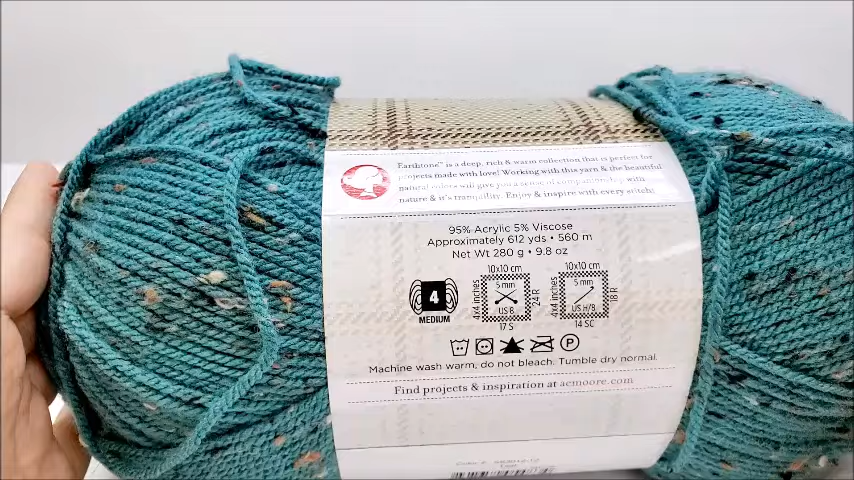 Earthtone™ is a deep, rich & warm collection that is perfect for
projects made with love! Working with this yarn & the beautiful
natural colors will give you a sense of companionship with
nature & it's tranquility. Enjoy & inspire with every stitch!
95% Acrylic 5% Viscose
Approximately 612 yds • 560 m
Net Wt 280 g • 9.8 oz
4
MEDIUM
10x10 cm
4x4 inches
5 mm
US 8
24 R
17 S
10x10 cm
4x4 inches
5 mm
US H/8
18 R
14 SC
P
Machine wash warm, do not bleach. Tumble dry normal.
Find projects & inspiration at acmoore.com
Color #